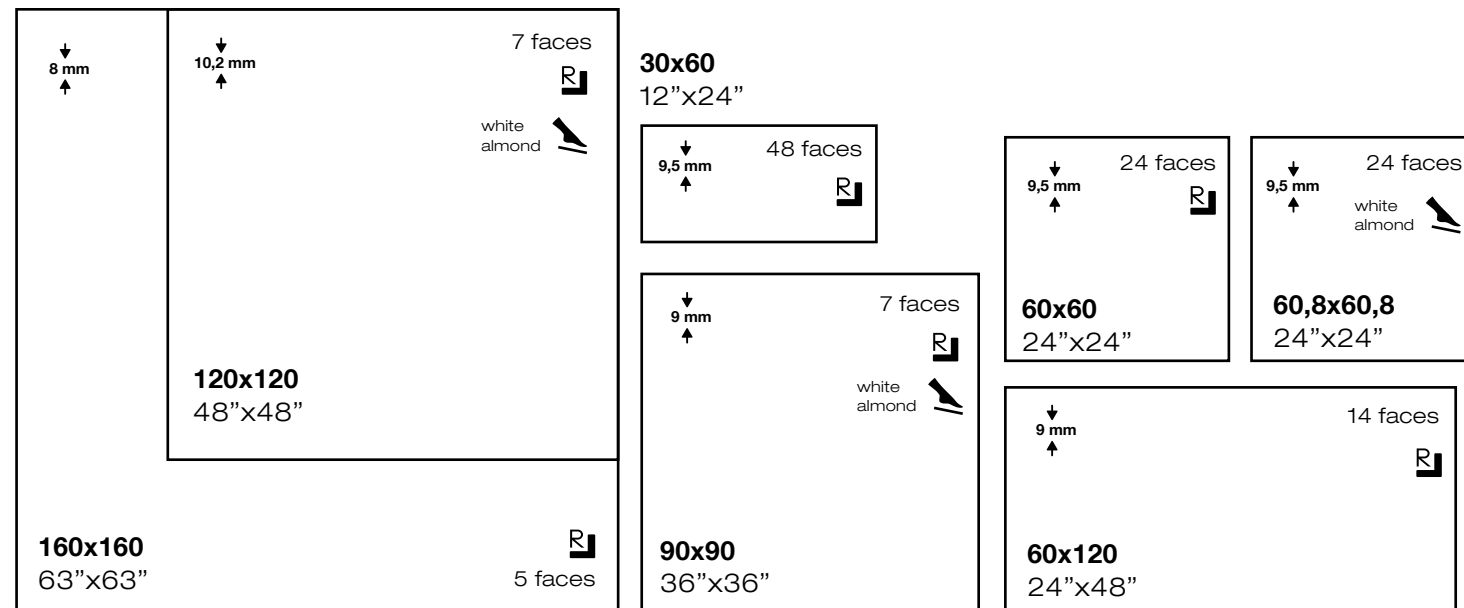 8 mm
160x160
63”x63”
R
5 faces
10,2 mm
7 faces
R
white
almond
120x120
48”x48”
30x60
12”x24”
9,5 mm
48 faces
R
9 mm
7 faces
R
white
almond
90x90
36”x36”
9,5 mm
24 faces
R
60x60
24”x24”
9,5 mm
24 faces
white
almond
60,8x60,8
24”x24”
9 mm
14 faces
R
60x120
24”x48”